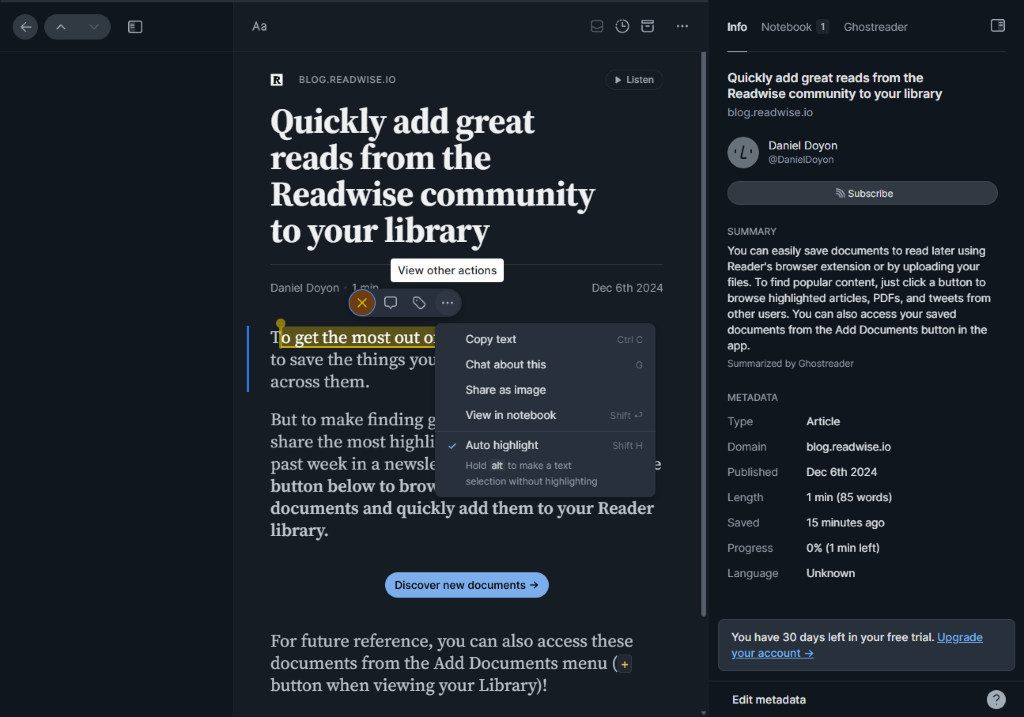 Aa
Info
Notebook 1
Ghostreader
R BLOG.READWISE.IO
Listen
Quickly add great
reads from the
Readwise community
to your library
View other actions
Daniel Doyon · 1 min
Dec 6th 2024
To get the most out o
to save the things you
across them.
But to make finding g
share the most highli
past week in a newsle
e
button below to brow
documents and quickly add them to your Reader
library.
Copy text Ctrl C
Chat about this G
Share as image
View in notebook Shift ⏎
✓ Auto highlight Shift H
Hold alt to make a text
selection without highlighting
Discover new documents →
For future reference, you can also access these
documents from the Add Documents menu (+
button when viewing your Library)!
Quickly add great reads from the
Readwise community to your library
blog.readwise.io
Daniel Doyon
@DanielDoyon
Subscribe
SUMMARY
You can easily save documents to read later using
Reader's browser extension or by uploading your
files. To find popular content, just click a button to
browse highlighted articles, PDFs, and tweets from
other users. You can also access your saved
documents from the Add Documents button in the
app.
Summarized by Ghostreader
METADATA
Type Article
Domain blog.readwise.io
Published Dec 6th 2024
Length 1 min (85 words)
Saved 15 minutes ago
Progress 0% (1 min left)
Language Unknown
You have 30 days left in your free trial. Upgrade
your account →
Edit metadata
?